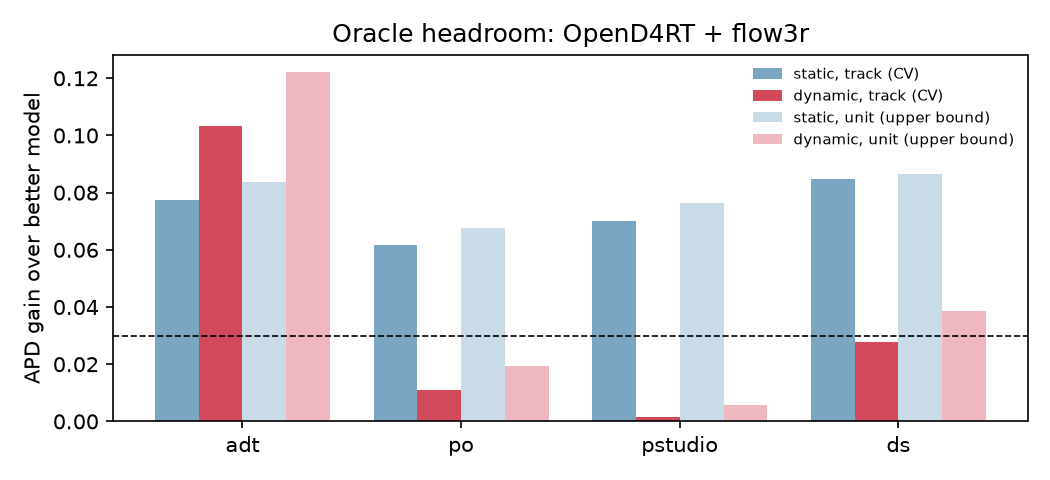 Oracle headroom: OpenD4RT + flow3r
APD gain over better model
0.12
0.10
0.08
0.06
0.04
0.02
0.00
static, track (CV)
dynamic, track (CV)
static, unit (upper bound)
dynamic, unit (upper bound)
adt
po
pstudio
ds